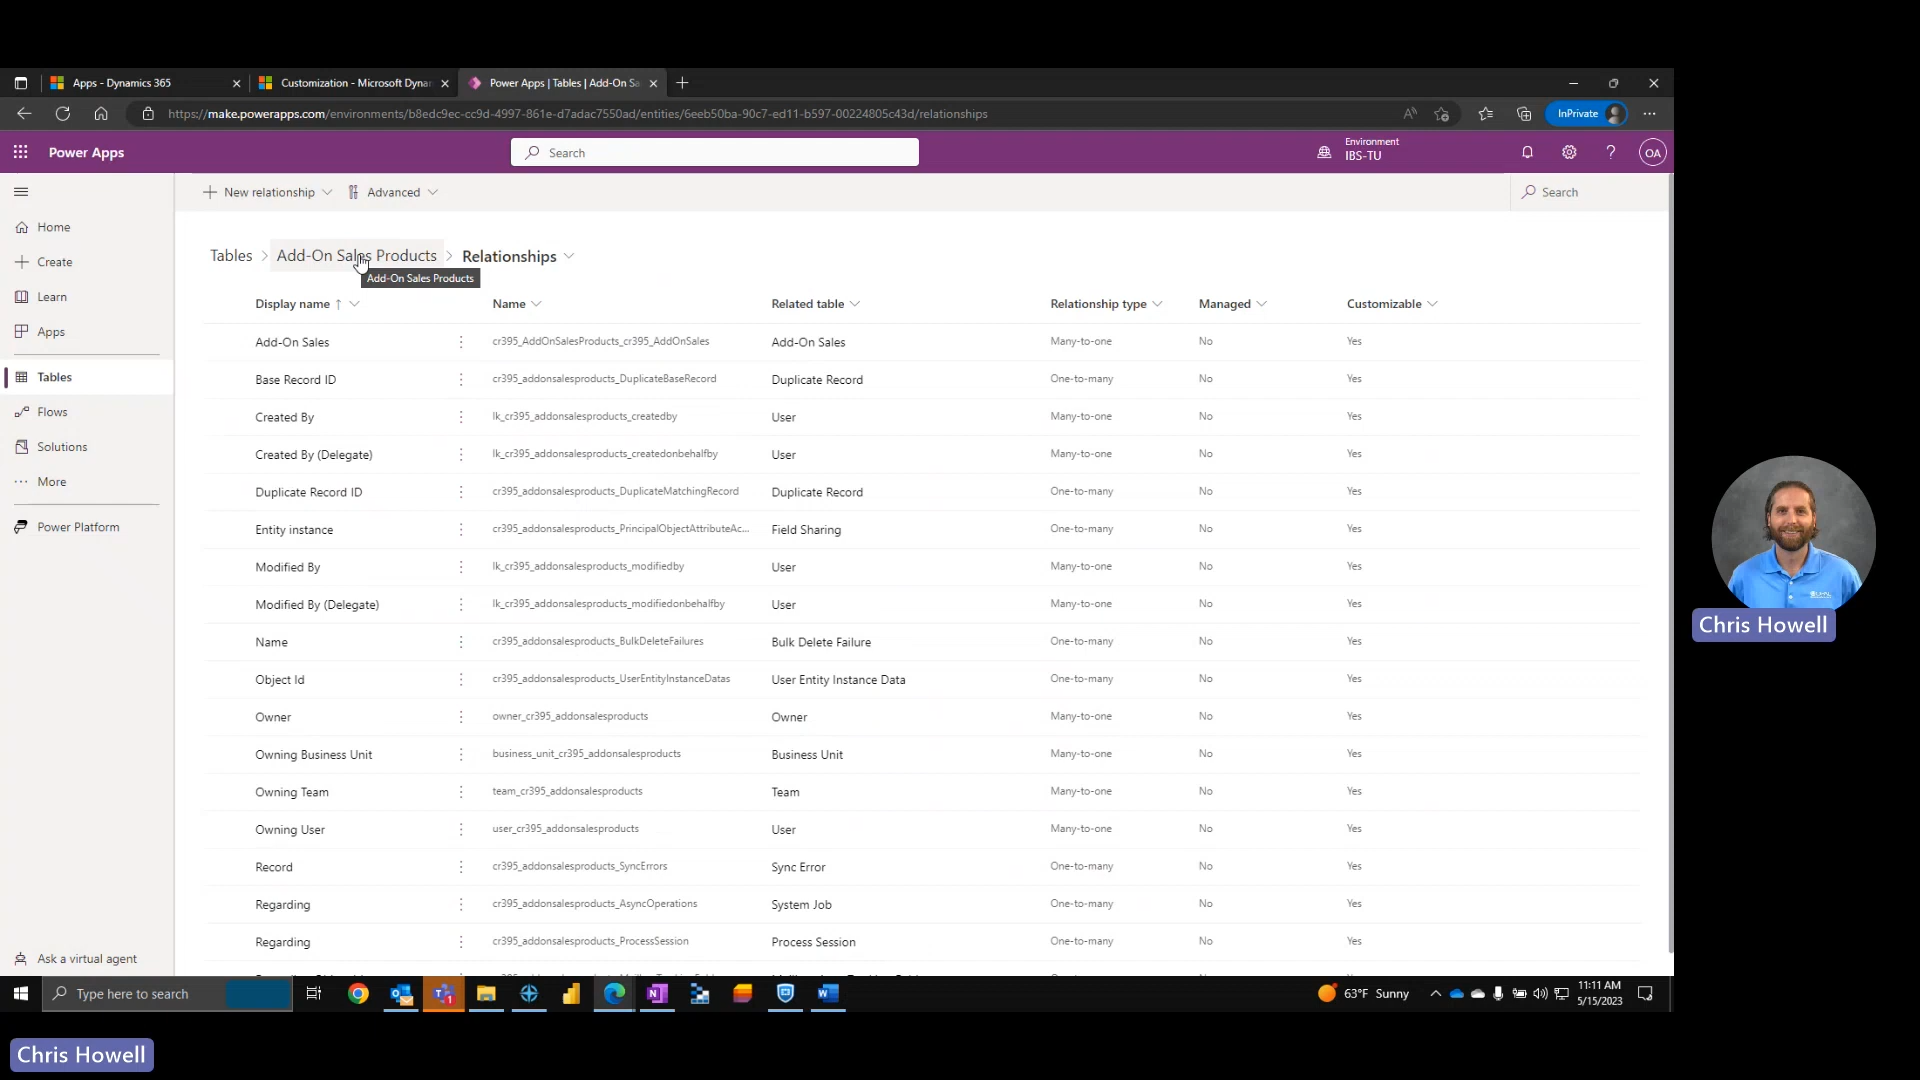 Apps - Dynamics 365
Customization - Microsoft Dynan
Power Apps | Tables | Add-On Sa
https://make.powerapps.com/environments/b8edc9ec-cc9d-4997-861e-d7adac7550ad/entities/6eeb50ba-90c7-ed11-b597-00224805c43d/relationships
InPrivate
Power Apps
Search
Environment
IBS-TU
OA
New relationship
Advanced
Search
Home
Create
Learn
Apps
Tables
Flows
Solutions
More
Power Platform
Ask a virtual agent
Tables > Add-On Sales Products > Relationships
Add-On Sales Products
Display name ↑ Name Related table Relationship type Managed Customizable
Add-On Sales cr395_AddOnSalesProducts_cr395_AddOnSales Add-On Sales Many-to-one No Yes
Base Record ID cr395_addonsalesproducts_DuplicateBaseRecord Duplicate Record One-to-many No Yes
Created By lk_cr395_addonsalesproducts_createdby User Many-to-one No Yes
Created By (Delegate) lk_cr395_addonsalesproducts_createdonbehalfby User Many-to-one No Yes
Duplicate Record ID cr395_addonsalesproducts_DuplicateMatchingRecord Duplicate Record One-to-many No Yes
Entity instance cr395_addonsalesproducts_PrincipalObjectAttributeAc... Field Sharing One-to-many No Yes
Modified By lk_cr395_addonsalesproducts_modifiedby User Many-to-one No Yes
Modified By (Delegate) lk_cr395_addonsalesproducts_modifiedonbehalfby User Many-to-one No Yes
Name cr395_addonsalesproducts_BulkDeleteFailures Bulk Delete Failure One-to-many No Yes
Object Id cr395_addonsalesproducts_UserEntityInstanceDatas User Entity Instance Data One-to-many No Yes
Owner owner_cr395_addonsalesproducts Owner Many-to-one No Yes
Owning Business Unit business_unit_cr395_addonsalesproducts Business Unit Many-to-one No Yes
Owning Team team_cr395_addonsalesproducts Team Many-to-one No Yes
Owning User user_cr395_addonsalesproducts User Many-to-one No Yes
Record cr395_addonsalesproducts_SyncErrors Sync Error One-to-many No Yes
Regarding cr395_addonsalesproducts_AsyncOperations System Job One-to-many No Yes
Regarding cr395_addonsalesproducts_ProcessSession Process Session One-to-many No Yes
Type here to search
63°F Sunny
11:11 AM
5/15/2023
Chris Howell
Chris Howell